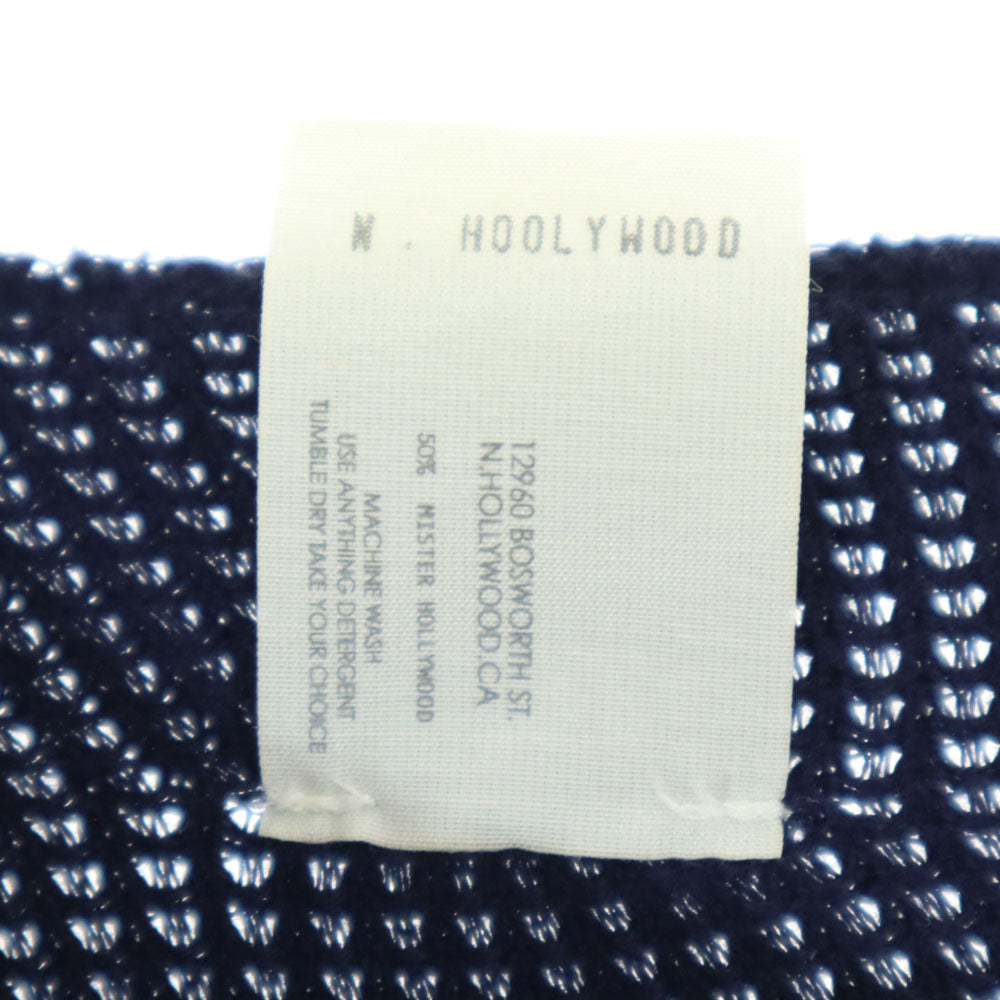 N. HOOLYWOOD
12960 BOSWORTH ST.
N.HOLLYWOOD.CA
50% MISTER HOLLYWOOD
MACHINE WASH
USE ANYTHING DETERGENT
TUMBLE DRY TAKE YOUR CHOICE